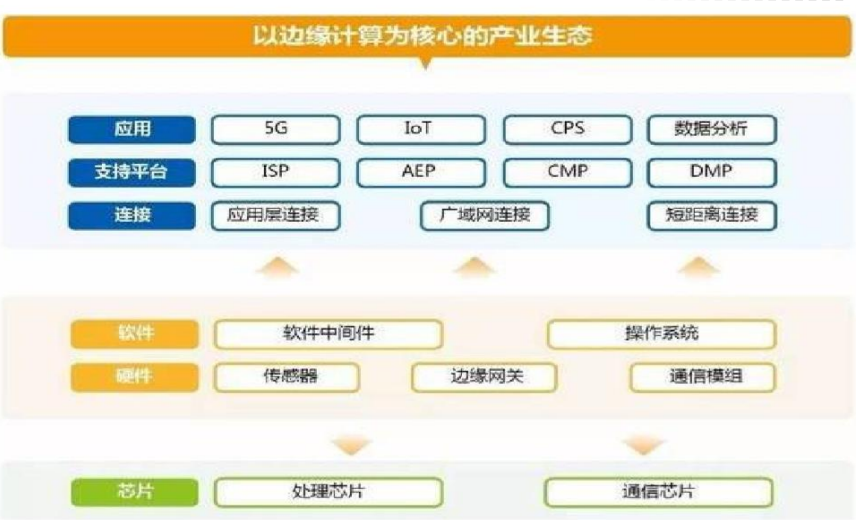 以边缘计算为核心的产业生态
应用 5G IoT CPS 数据分析
支持平台 ISP AEP CMP DMP
连接 应用层连接 广域网连接 短距离连接
软件 软件中间件 操作系统
硬件 传感器 边缘网关 通信模组
芯片 处理芯片 通信芯片